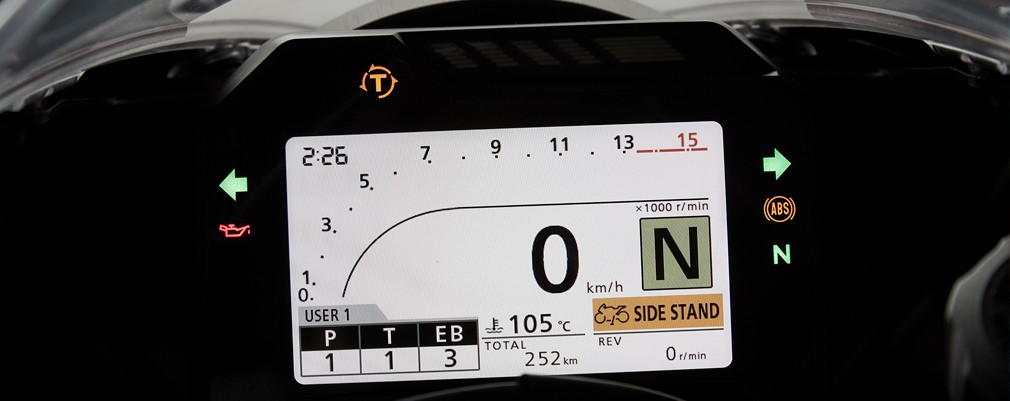 T
2:26
7 9 11 13 15
5
3
1
0
×1000 r/min
ABS
N
0 km/h
N
USER 1
P T EB
1 1 3
105 °C
TOTAL
252 km
SIDE STAND
REV
0 r/min